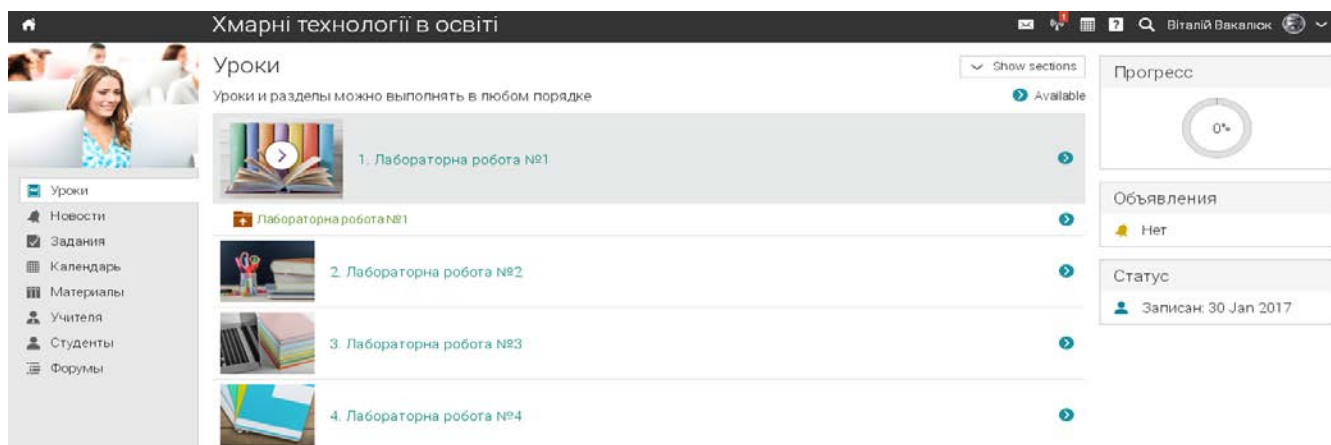 Хмарні технології в освіті
1
?
Віталій Вакалюк
Уроки
Новости
Задания
Календарь
Материалы
Учителя
Студенты
Форумы
Уроки
Show sections
Уроки и разделы можно выполнять в любом порядке
Available
1. Лабораторна робота №1
Лабораторна робота №1
2. Лабораторна робота №2
3. Лабораторна робота №3
4. Лабораторна робота №4
Прогресс
0%
Объявления
Нет
Статус
Записан: 30 Jan 2017